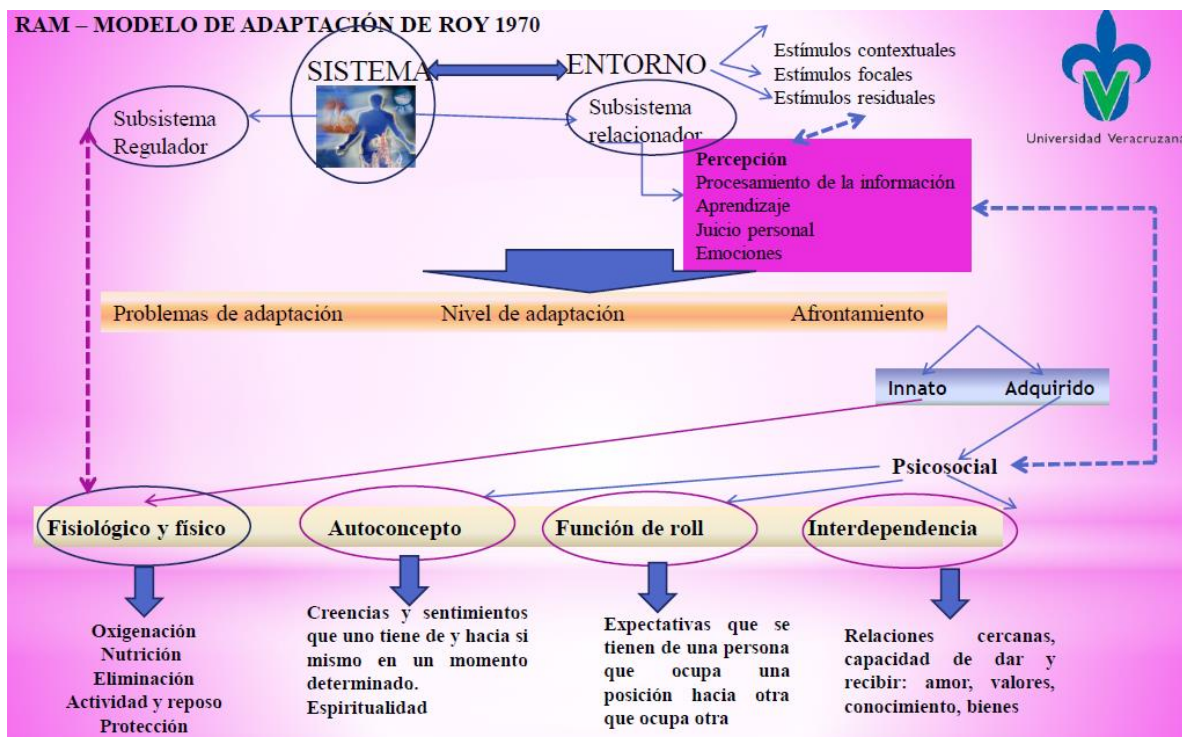 RAM – MODELO DE ADAPTACIÓN DE ROY 1970
SISTEMA
ENTORNO
Estímulos contextuales
Estímulos focales
Estímulos residuales
Universidad Veracruzana
Subsistema
Regulador
Subsistema
relacionador
Percepción
Procesamiento de la información
Aprendizaje
Juicio personal
Emociones
Problemas de adaptación
Nivel de adaptación
Afrontamiento
Innato
Adquirido
Psicosocial
Fisiológico y físico
Autoconcepto
Función de roll
Interdependencia
Oxigenación
Nutrición
Eliminación
Actividad y reposo
Protección
Creencias y sentimientos
que uno tiene de y hacia si
mismo en un momento
determinado.
Espiritualidad
Expectativas que se
tienen de una persona
que ocupa una
posición hacia otra
que ocupa otra
Relaciones cercanas,
capacidad de dar y
recibir: amor, valores,
conocimiento, bienes